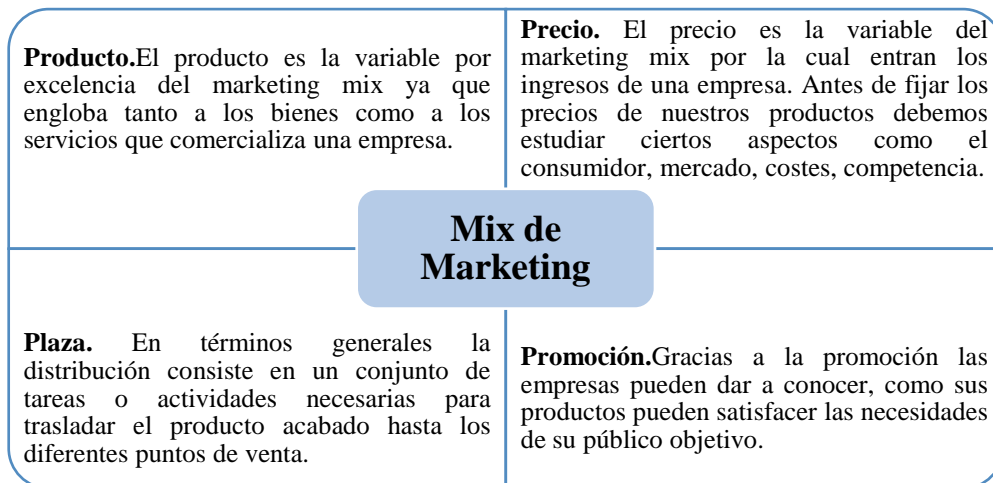 Producto.El producto es la variable por
excelencia del marketing mix ya que
engloba tanto a los bienes como a los
servicios que comercializa una empresa.
Precio. El precio es la variable del
marketing mix por la cual entran los
ingresos de una empresa. Antes de fijar los
precios de nuestros productos debemos
estudiar ciertos aspectos como el
consumidor, mercado, costes, competencia.
Mix de
Marketing
Plaza. En términos generales la
distribución consiste en un conjunto de
tareas o actividades necesarias para
trasladar el producto acabado hasta los
diferentes puntos de venta.
Promoción.Gracias a la promoción las
empresas pueden dar a conocer, como sus
productos pueden satisfacer las necesidades
de su público objetivo.